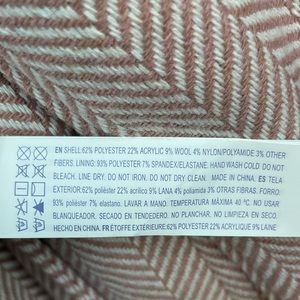 EN SHELL:62% POLYESTER 22% ACRYLIC 9% WOOL 4% NYLON/POLYAMIDE 3% OTHER
FIBERS. LINING: 93% POLYESTER 7% SPANDEX/ELASTANE. HAND WASH COLD. DO NOT
BLEACH. LINE DRY. DO NOT IRON. DO NOT DRY CLEAN. MADE IN CHINA. ES TELA
EXTERIOR:62% poliéster 22% acrílico 9% LANA 4% poliamida 3% OTRAS FIBRAS. FORRO:
93% poliéster 7% elastano. LAVAR A MANO. TEMPERATURA MÁXIMA 40 ºC. NO USAR
BLANQUEADOR. SECADO EN TENDEDERO. NO PLANCHAR. NO LIMPIEZA EN SECO.
HECHO EN CHINA. FR ÉTOFFE EXTÉRIEUR:62% POLYESTER 22% ACRYLIQUE 9% LAINE